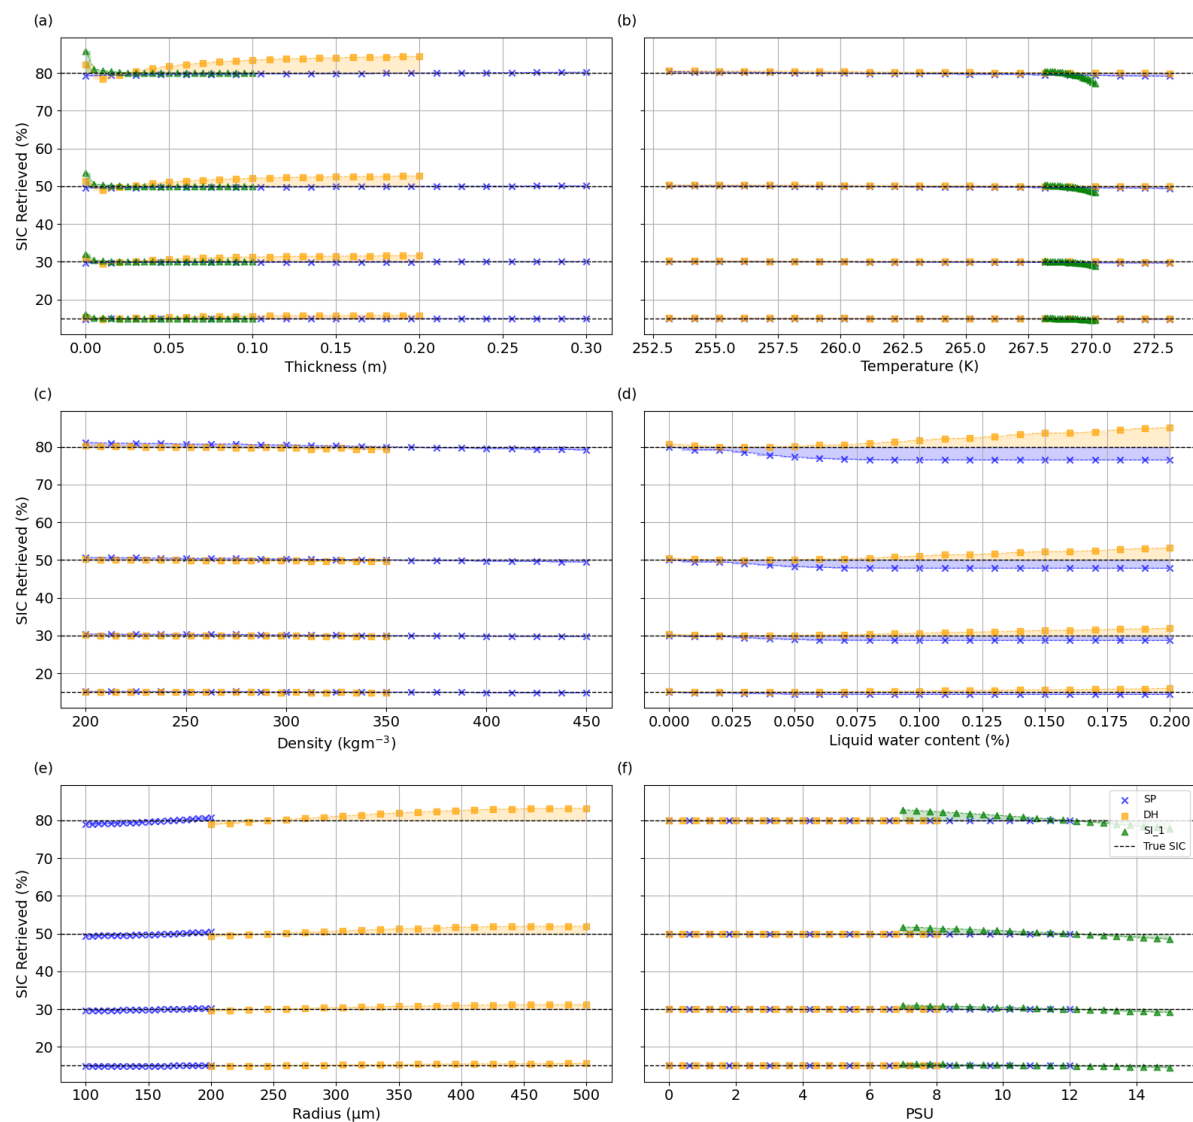 (a)
SIC Retrieved (%)
80
70
60
50
40
30
20
0.00 0.05 0.10 0.15 0.20 0.25 0.30
Thickness (m)
(b)
252.5 255.0 257.5 260.0 262.5 265.0 267.5 270.0 272.5
Temperature (K)
(c)
SIC Retrieved (%)
80
70
60
50
40
30
20
200 250 300 350 400 450
Density (kgm⁻³)
(d)
0.000 0.025 0.050 0.075 0.100 0.125 0.150 0.175 0.200
Liquid water content (%)
(e)
SIC Retrieved (%)
80
70
60
50
40
30
20
100 150 200 250 300 350 400 450 500
Radius (μm)
(f)
SP
DH
SI_1
True SIC
0 2 4 6 8 10 12 14
PSU